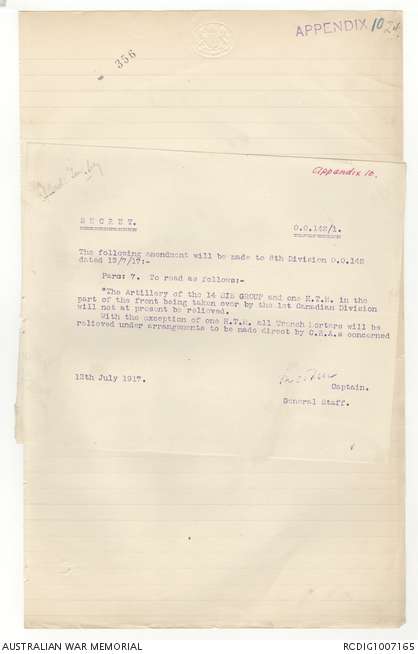 APPENDIX 10
356
Appendix 10.
SECRET.
O.O.148/1.
The following amendment will be made to 8th Division O.O.148
dated 13/7/17:-
Para: 7. To read as follows:-
"The Artillery of the 14 HIB GROUP and one H.T.M. in the
part of the front being taken over by the 1st Canadian Division
will not at present be relieved.
With the exception of one H.T.M. all Trench Mortars will be
relieved under arrangements to be made direct by C.R.A.s concerned
13th July 1917.
Captain.
General Staff.
AUSTRALIAN WAR MEMORIAL
RCDIG1007165